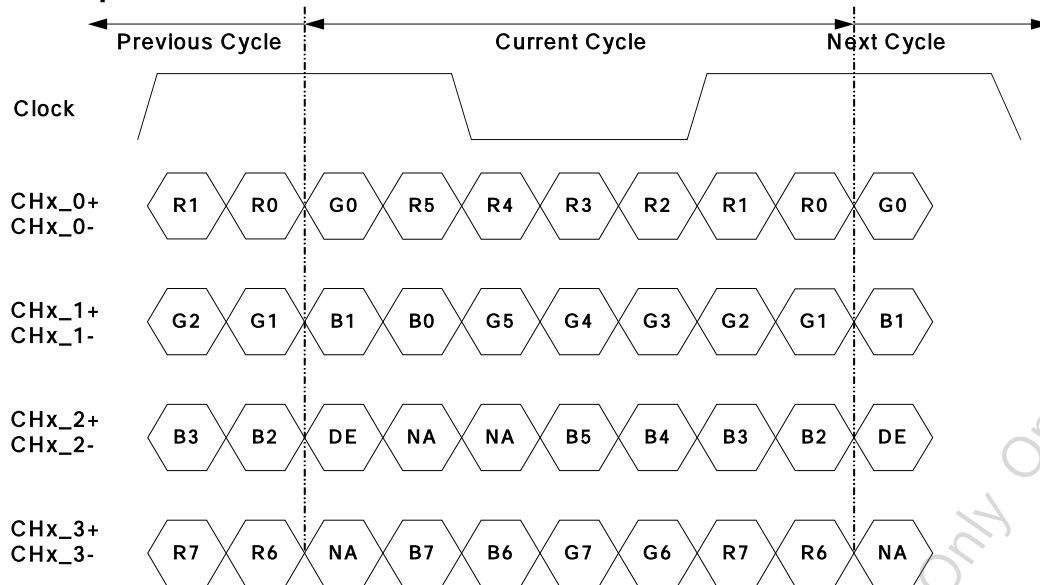 Previous Cycle Current Cycle Next Cycle
Clock
CHx_0+
CHx_0-
R1 R0 G0 R5 R4 R3 R2 R1 R0 G0
CHx_1+
CHx_1-
G2 G1 B1 B0 G5 G4 G3 G2 G1 B1
CHx_2+
CHx_2-
B3 B2 DE NA NA B5 B4 B3 B2 DE
CHx_3+
CHx_3-
R7 R6 NA B7 B6 G7 G6 R7 R6 NA
Only